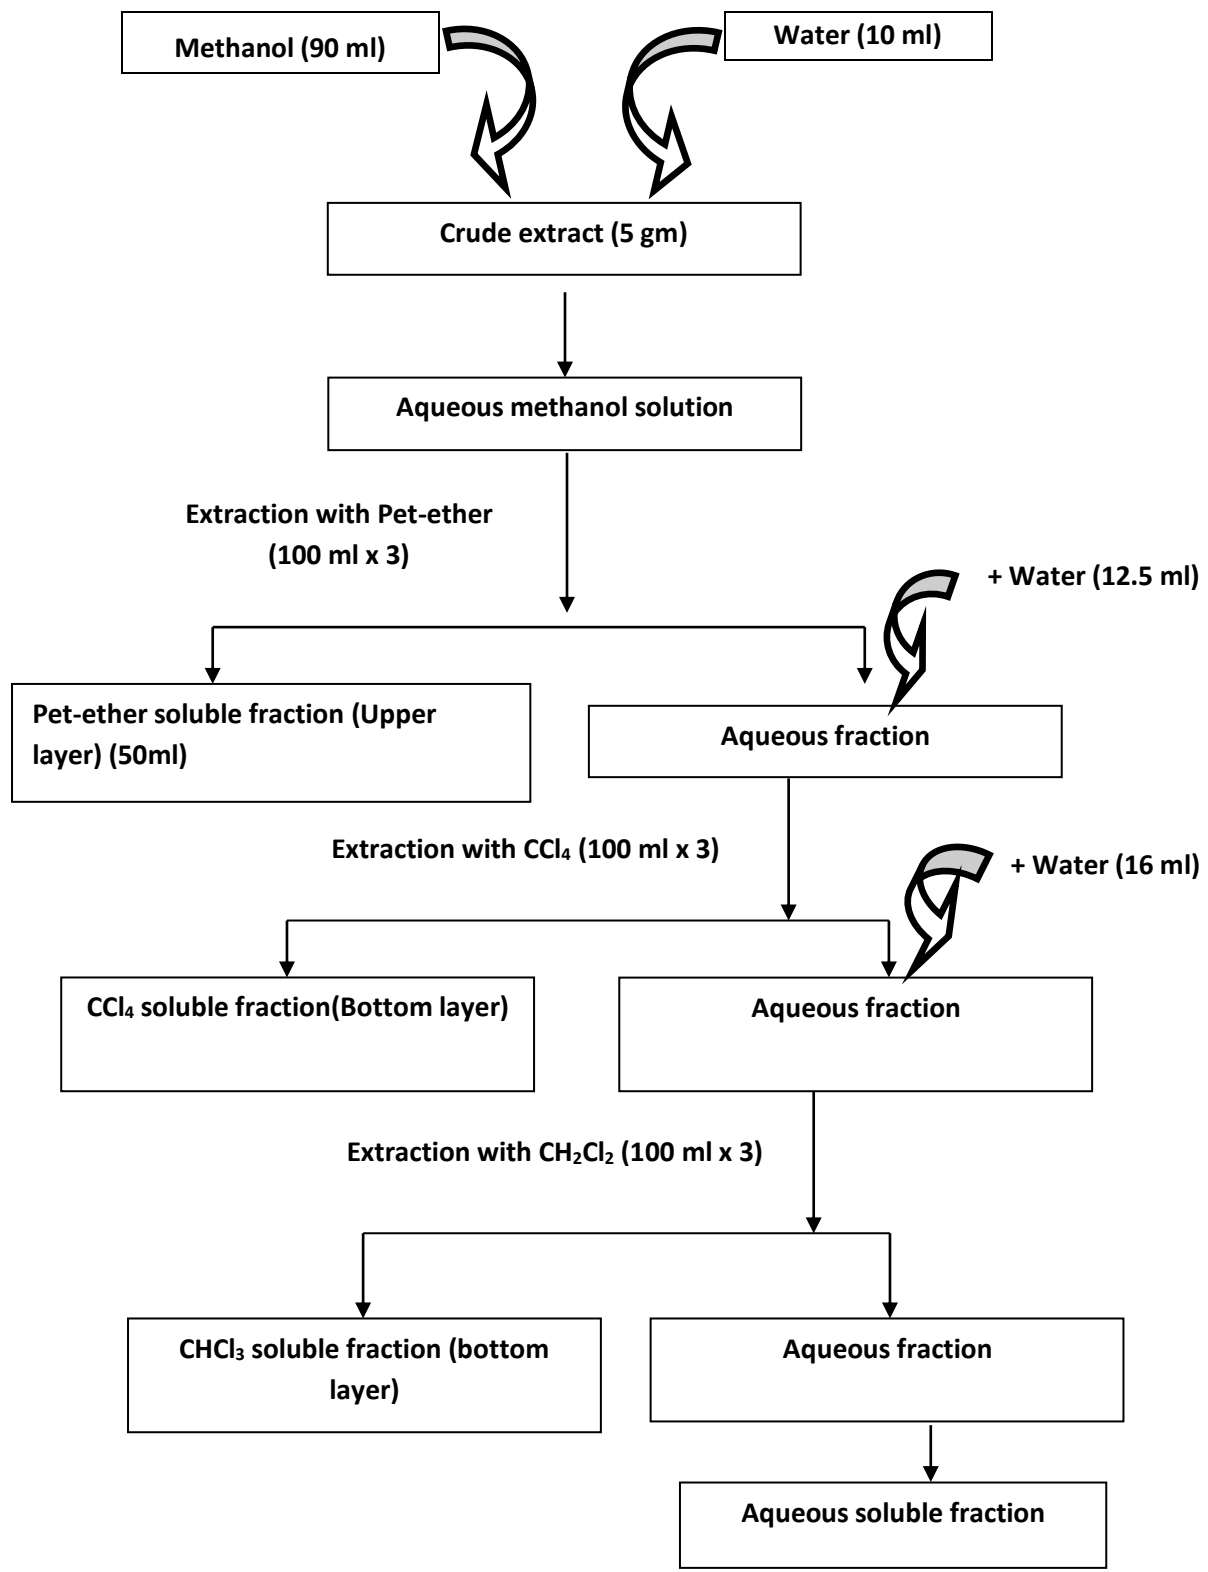 Methanol (90 ml)
Water (10 ml)
Crude extract (5 gm)
Aqueous methanol solution
Extraction with Pet-ether
(100 ml x 3)
+ Water (12.5 ml)
Pet-ether soluble fraction (Upper
layer) (50ml)
Aqueous fraction
Extraction with CCl₄ (100 ml x 3)
+ Water (16 ml)
CCl₄ soluble fraction(Bottom layer)
Aqueous fraction
Extraction with CH₂Cl₂ (100 ml x 3)
CHCl₃ soluble fraction (bottom
layer)
Aqueous fraction
Aqueous soluble fraction